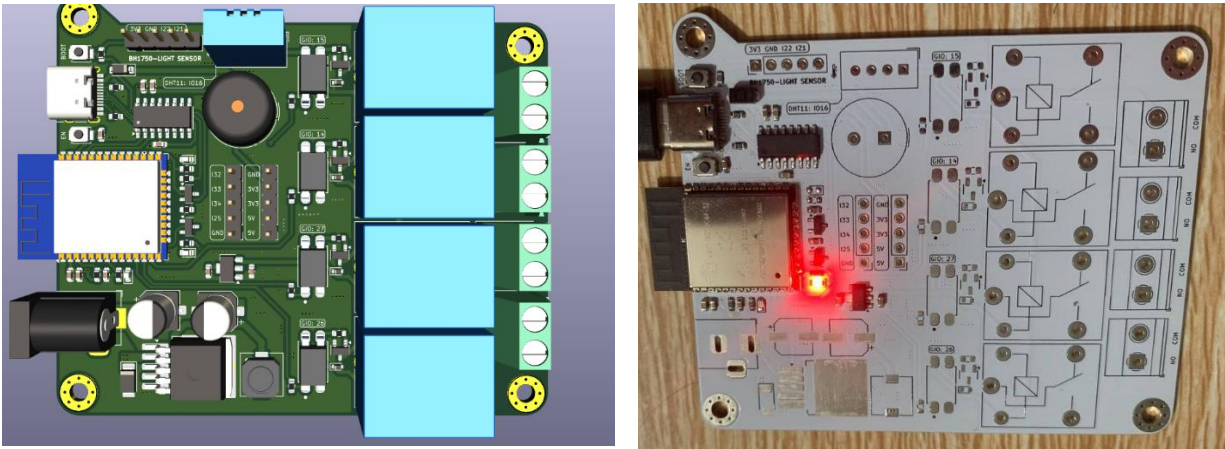 3V3 GND I22 I21
BH1750-LIGHT SENSOR
DHT11: IO16
BOOT
EN
GIO: 15
GIO: 14
GIO: 27
GIO: 26
I32
I33
I34
I25
GND
GND
3V3
3V3
5V
5V
3V3 GND I22 I21
BH1750-LIGHT SENSOR
DHT11: IO16
BOOT
EN
GIO: 15
GIO: 14
GIO: 27
GIO: 26
I32
I33
I34
I25
GND
GND
3V3
3V3
5V
5V
COM
NO
COM
NO
COM
NO
COM
NO